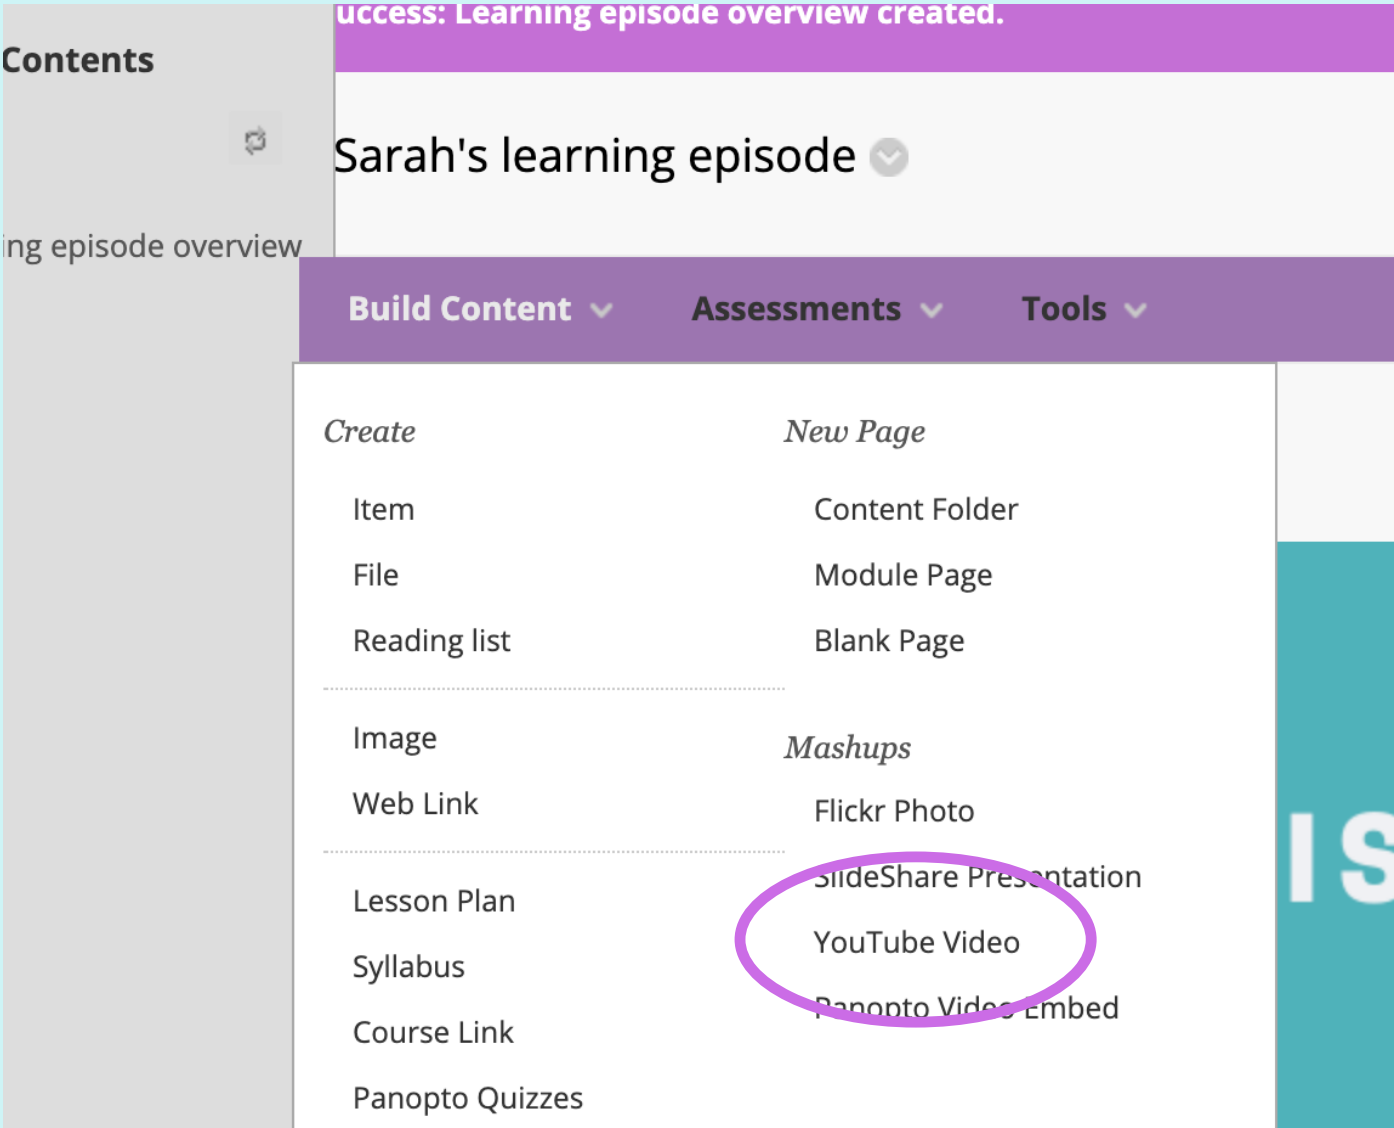 uccess: Learning episode overview created.
Contents
Sarah's learning episode
ing episode overview
Build Content
Assessments
Tools
Create
Item
File
Reading list
Image
Web Link
Lesson Plan
Syllabus
Course Link
Panopto Quizzes
New Page
Content Folder
Module Page
Blank Page
Mashups
Flickr Photo
SlideShare Presentation
YouTube Video
Panopto Video Embed
IS